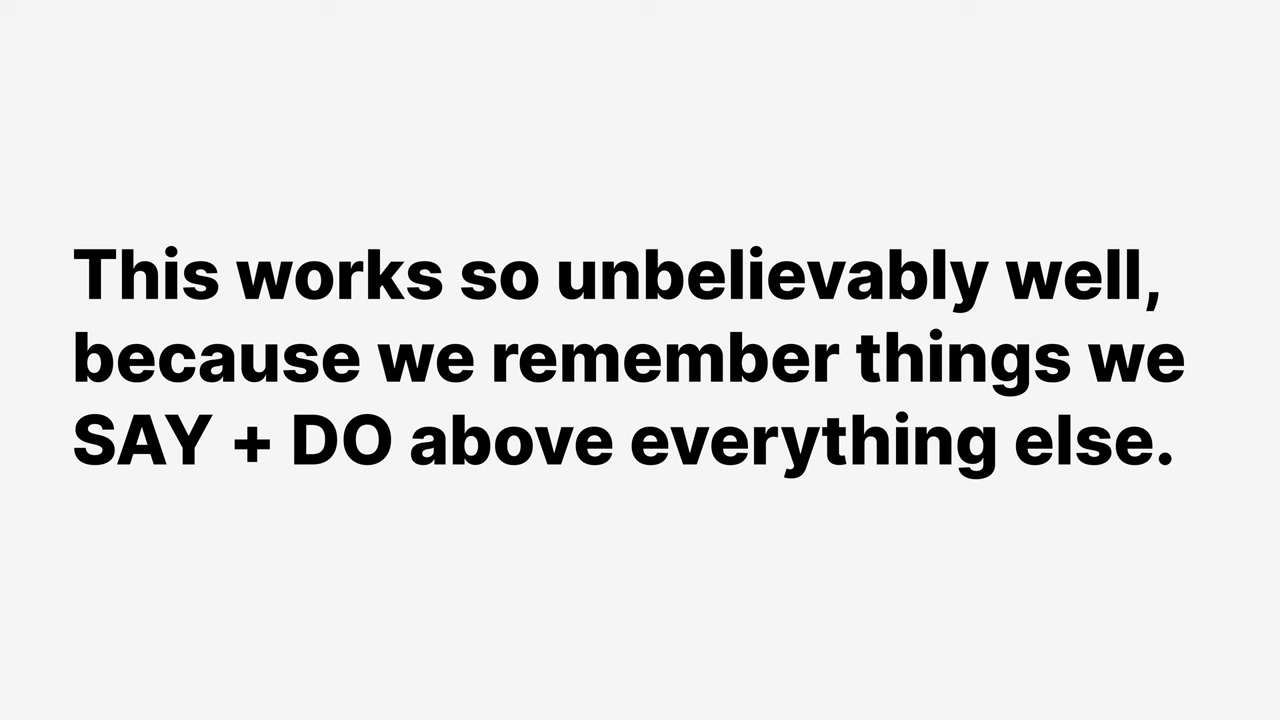 This works so unbelievably well,
because we remember things we
SAY + DO above everything else.